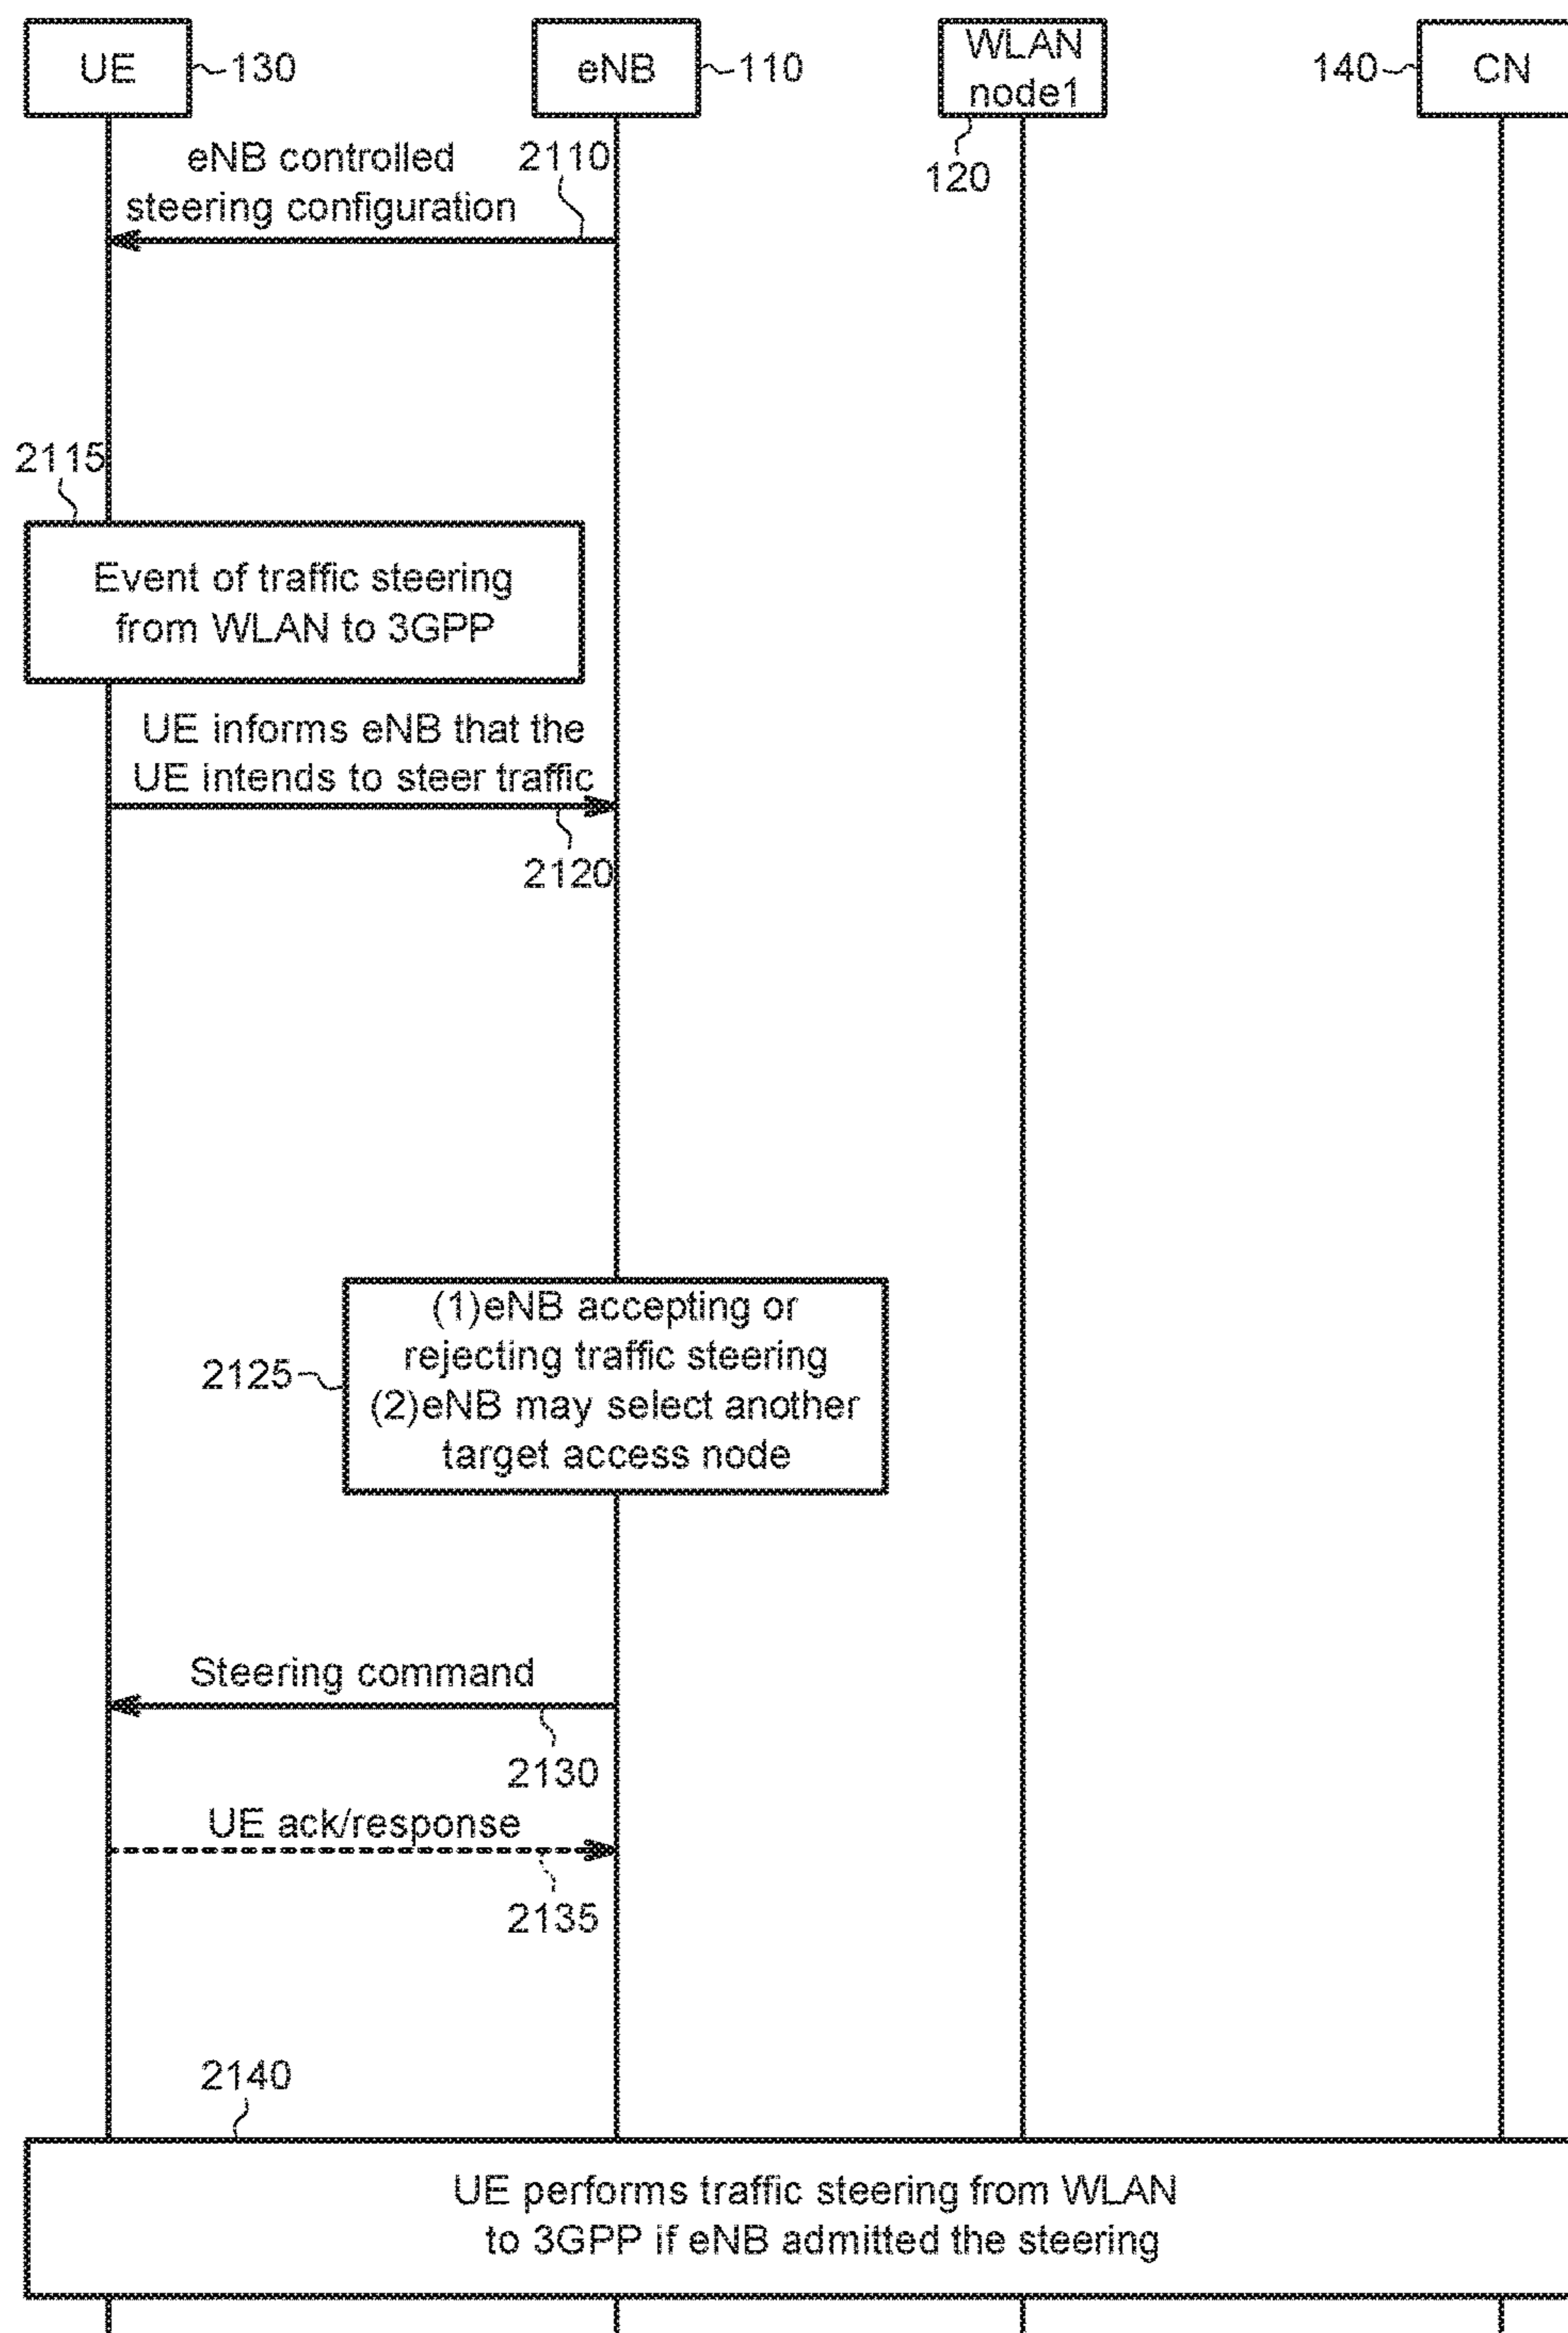 UE
130
eNB
110
WLAN
node1
120
140
CN
eNB controlled
steering configuration
2110
2115
Event of traffic steering
from WLAN to 3GPP
UE informs eNB that the
UE intends to steer traffic
2120
(1)eNB accepting or
rejecting traffic steering
(2)eNB may select another
target access node
2125
Steering command
2130
UE ack/response
2135
2140
UE performs traffic steering from WLAN
to 3GPP if eNB admitted the steering